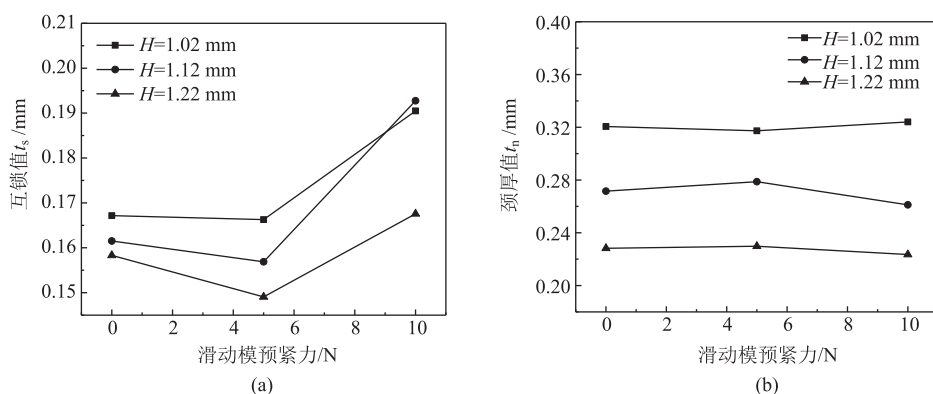 0.21
0.20
0.19
0.18
0.17
0.16
0.15
互锁值ts /mm
H=1.02 mm
H=1.12 mm
H=1.22 mm
0 2 4 6 8 10
滑动模预紧力/N
(a)
0.40
0.36
0.32
0.28
0.24
0.20
颈厚值tn /mm
H=1.02 mm
H=1.12 mm
H=1.22 mm
0 2 4 6 8 10
滑动模预紧力/N
(b)